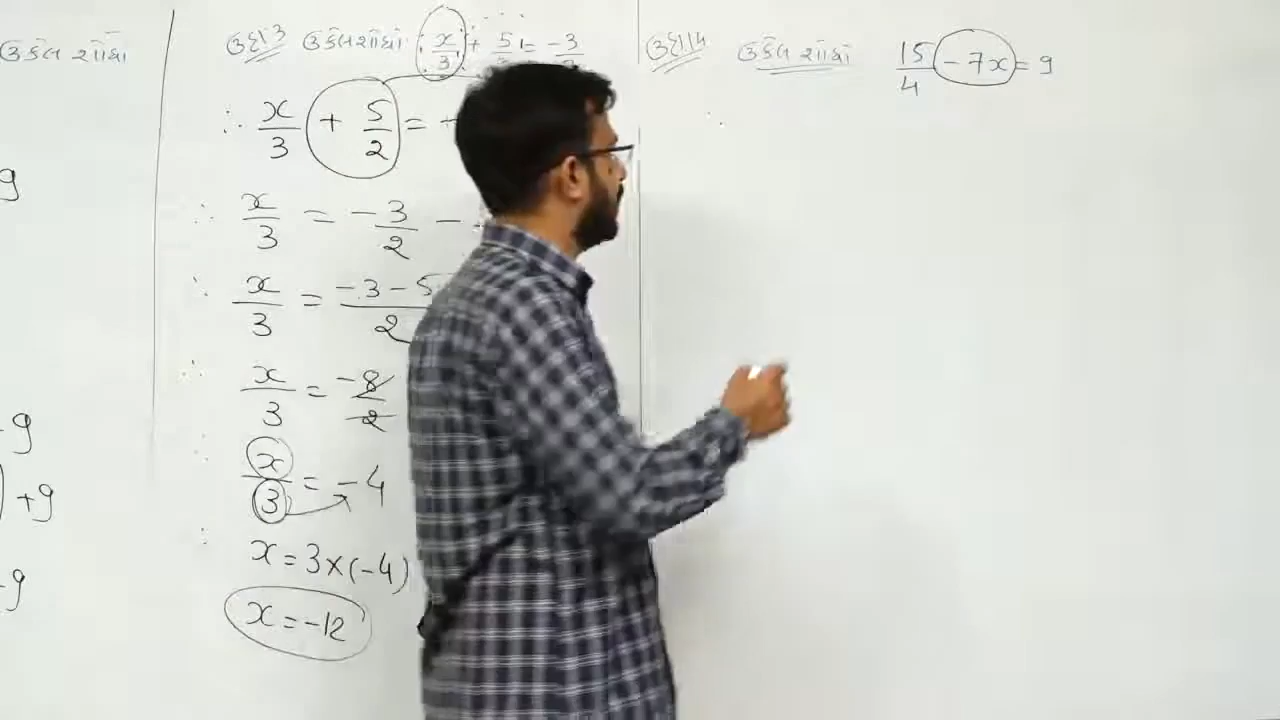 ઉકેલ શોધો
9
- 9
+ 9
- 9
ઉદા.3 ઉકેલ શોધો x/3 + 5/2 = -3/2
∴ x/3 + 5/2 =
∴ x/3 = -3/2 -
∴ x/3 = -3 - 5/2
∴ x/3 = -8/2
∴ x/3 = -4
∴ x = 3×(-4)
x = -12
ઉદા.4 ઉકેલ શોધો 15/4 - 7x = 9
∴